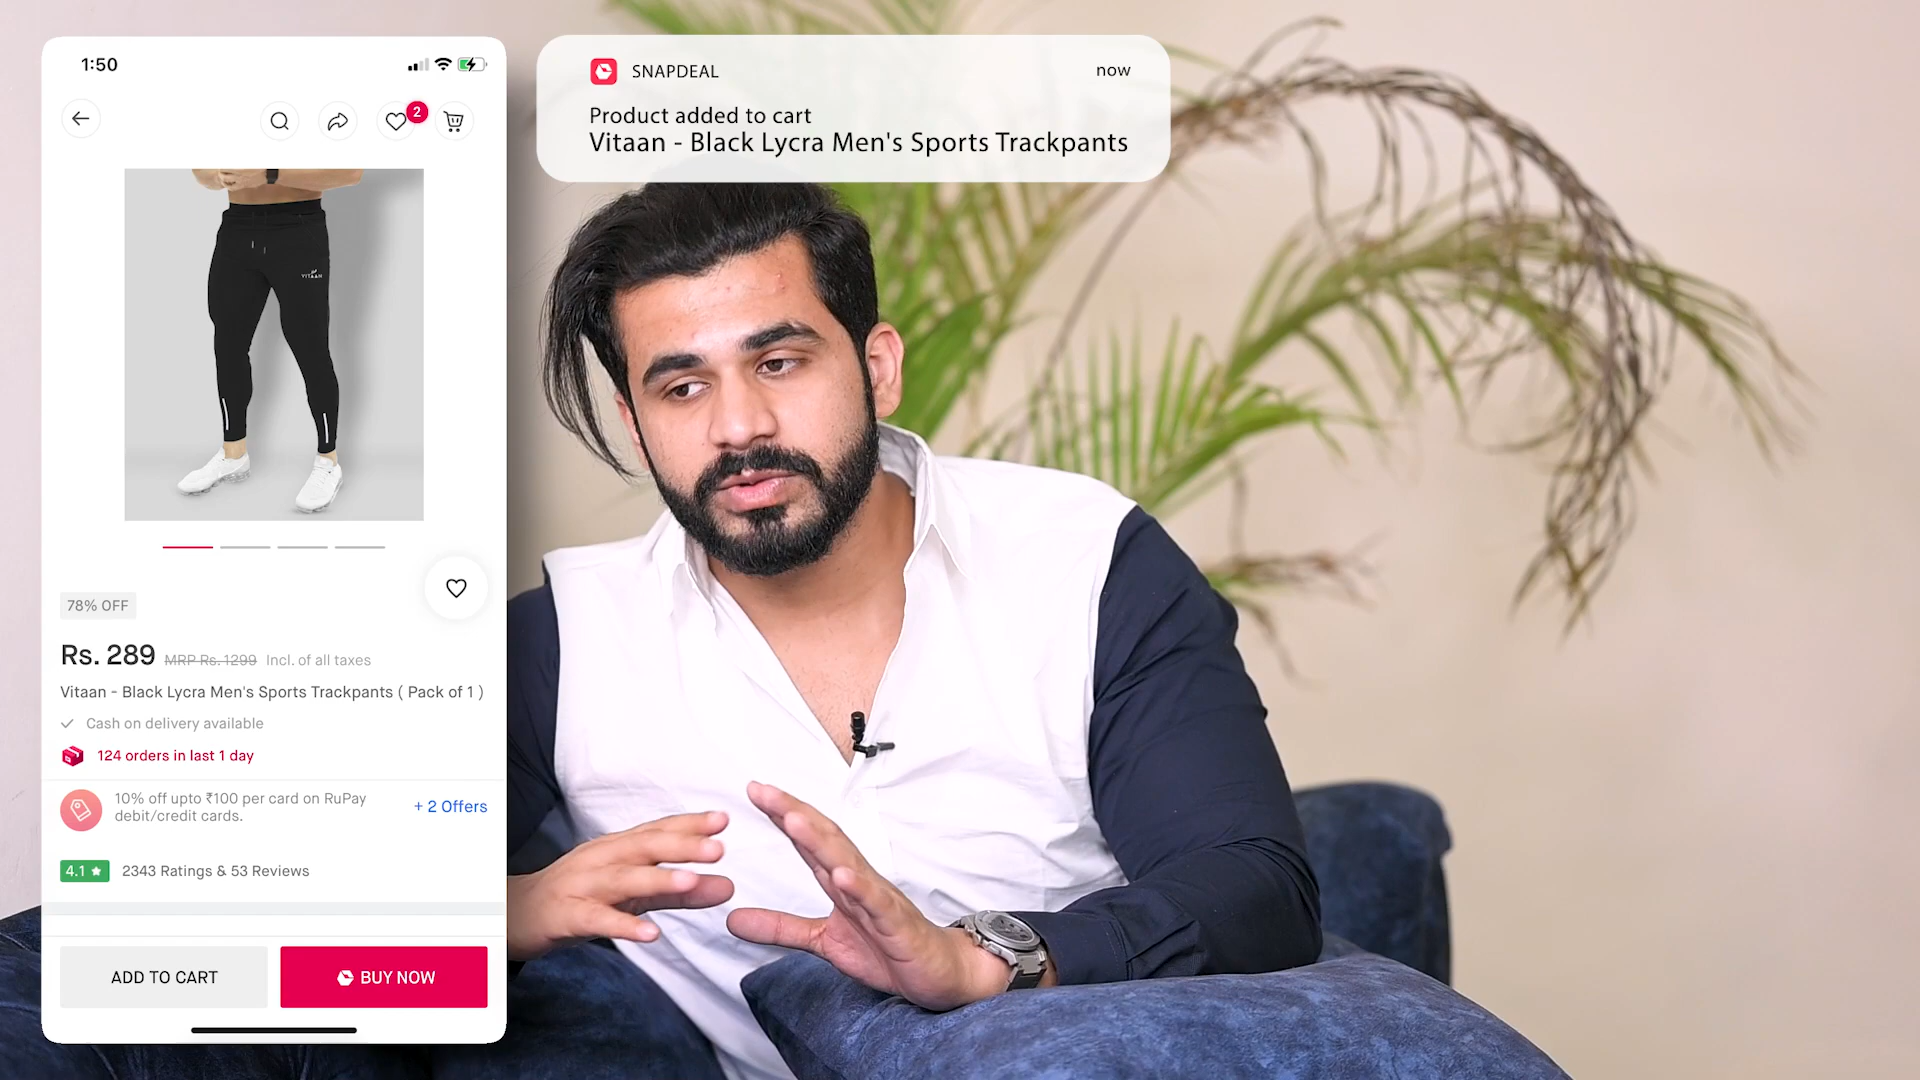 1:50
2
SNAPDEAL
now
Product added to cart
Vitaan - Black Lycra Men's Sports Trackpants
VITAAN
78% OFF
Rs. 289 MRP Rs. 1299 Incl. of all taxes
Vitaan - Black Lycra Men's Sports Trackpants ( Pack of 1 )
Cash on delivery available
124 orders in last 1 day
10% off upto ₹100 per card on RuPay
debit/credit cards.
+ 2 Offers
4.1 ★ 2343 Ratings & 53 Reviews
ADD TO CART
BUY NOW